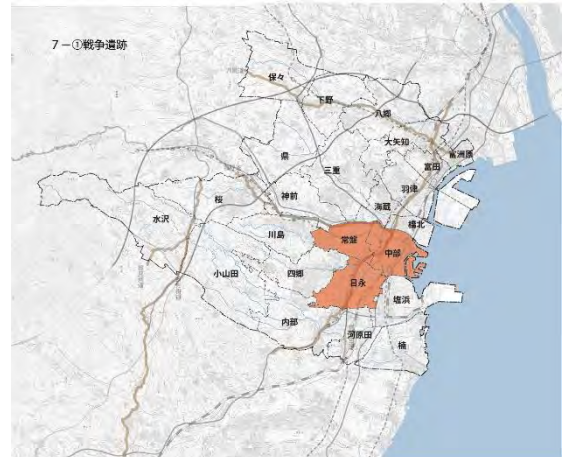 7－①戦争遺跡
保々
下野
八郷
大矢知
富洲原
富田
県
三重
羽津
神前
海蔵
桜
橋北
水沢
川島
常盤
中部
小山田
四郷
日永
塩浜
内部
河原田
楠